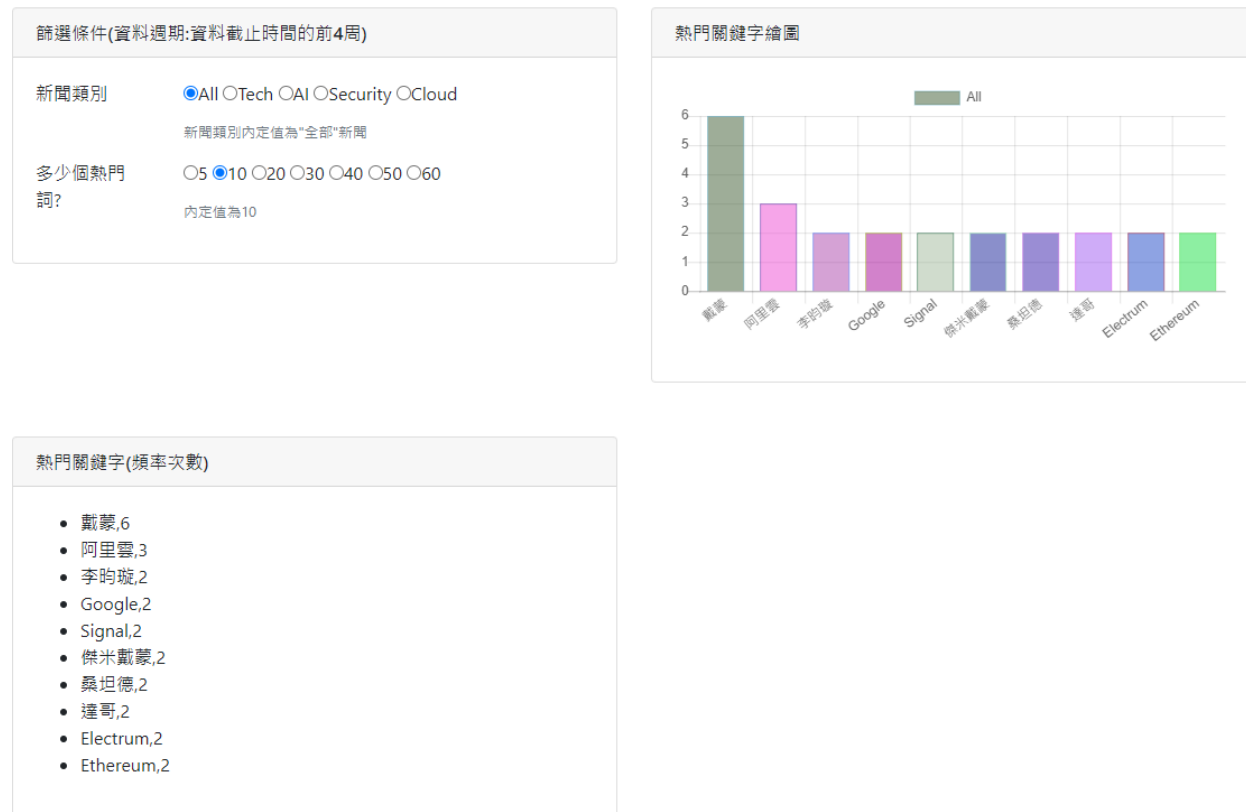 篩選條件(資料週期:資料截止時間的前4周)
新聞類別
All Tech AI Security Cloud
新聞類別內定值為"全部"新聞
多少個熱門
詞?
5 10 20 30 40 50 60
內定值為10
熱門關鍵字繪圖
All
6
5
4
3
2
1
0
戴蒙
阿里雲
李昀璇
Google
Signal
傑米戴蒙
桑坦德
達哥
Electrum
Ethereum
熱門關鍵字(頻率次數)
戴蒙,6
阿里雲,3
李昀璇,2
Google,2
Signal,2
傑米戴蒙,2
桑坦德,2
達哥,2
Electrum,2
Ethereum,2